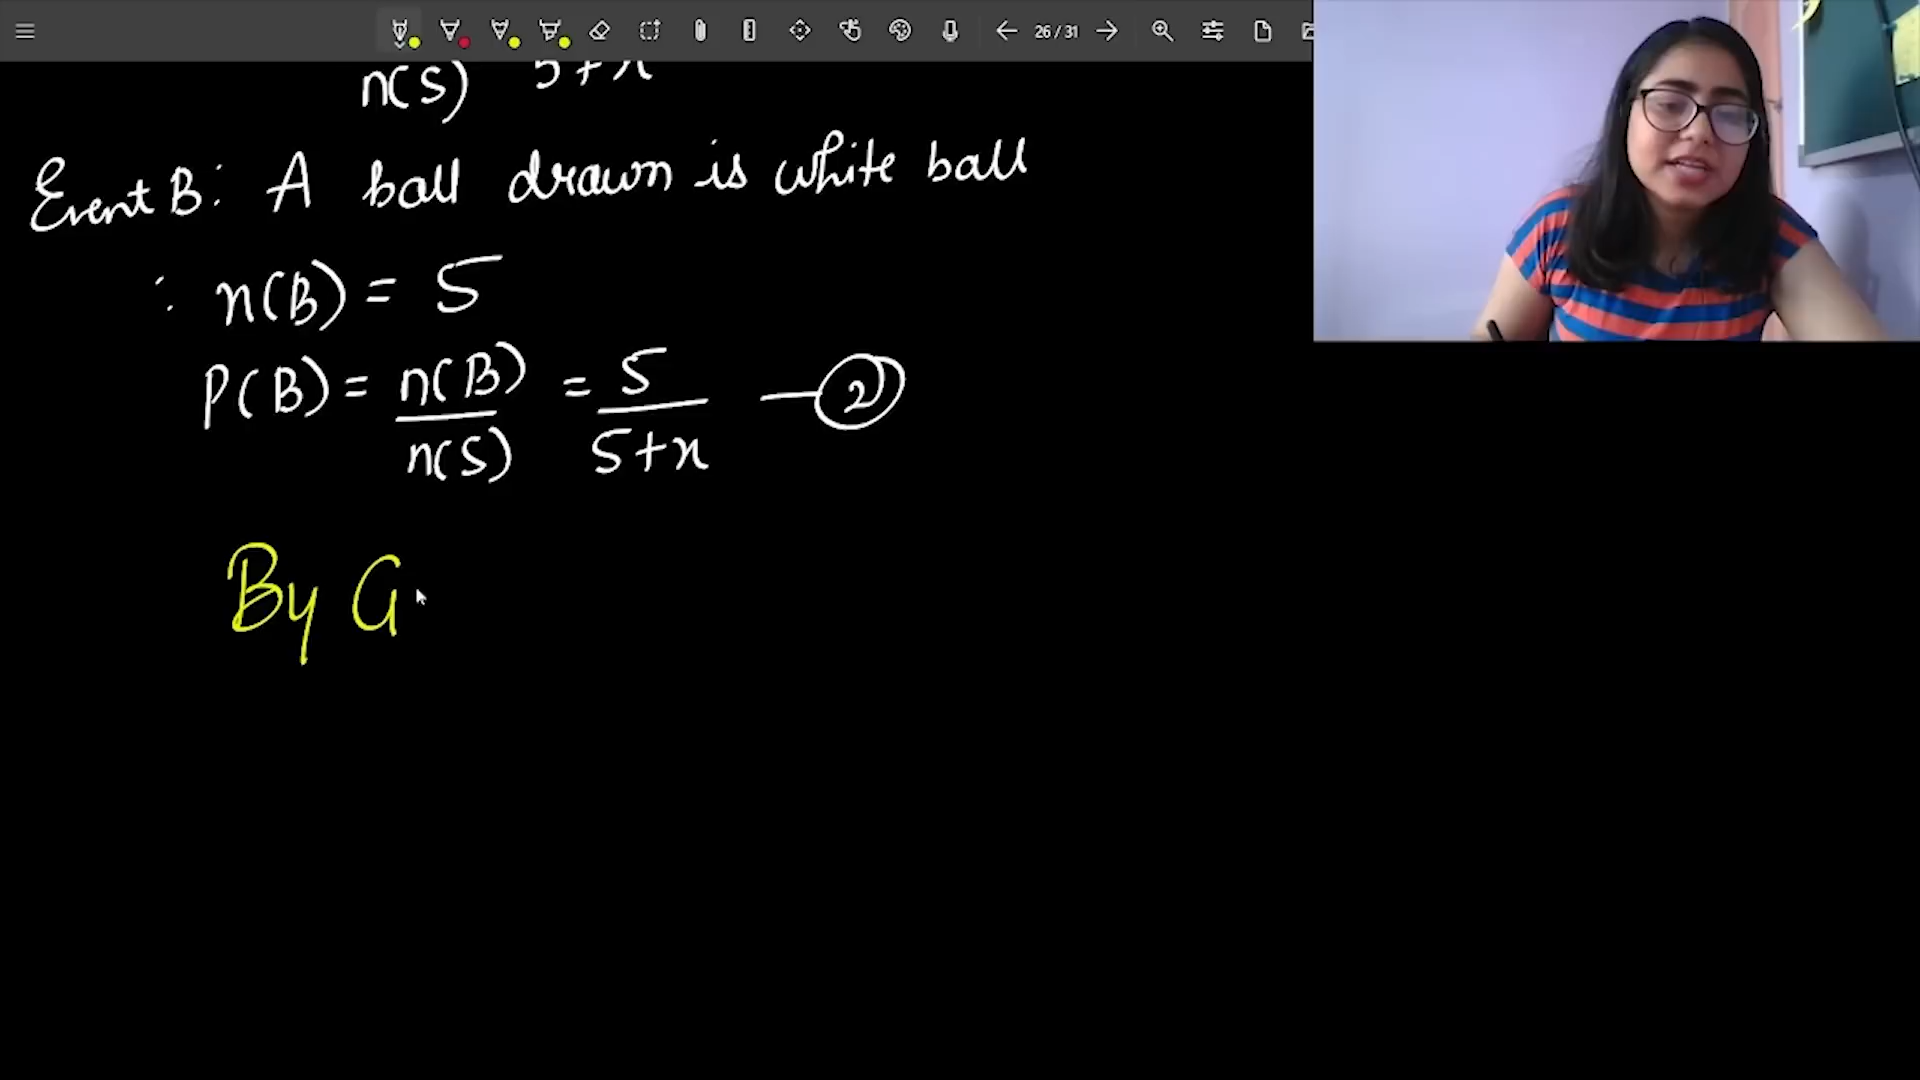 26 / 31
n(S) 5+x
Event B: A ball drawn is white ball
∴ n(B) = 5
P(B) = n(B) = 5 — 2
n(S) 5+x
By G